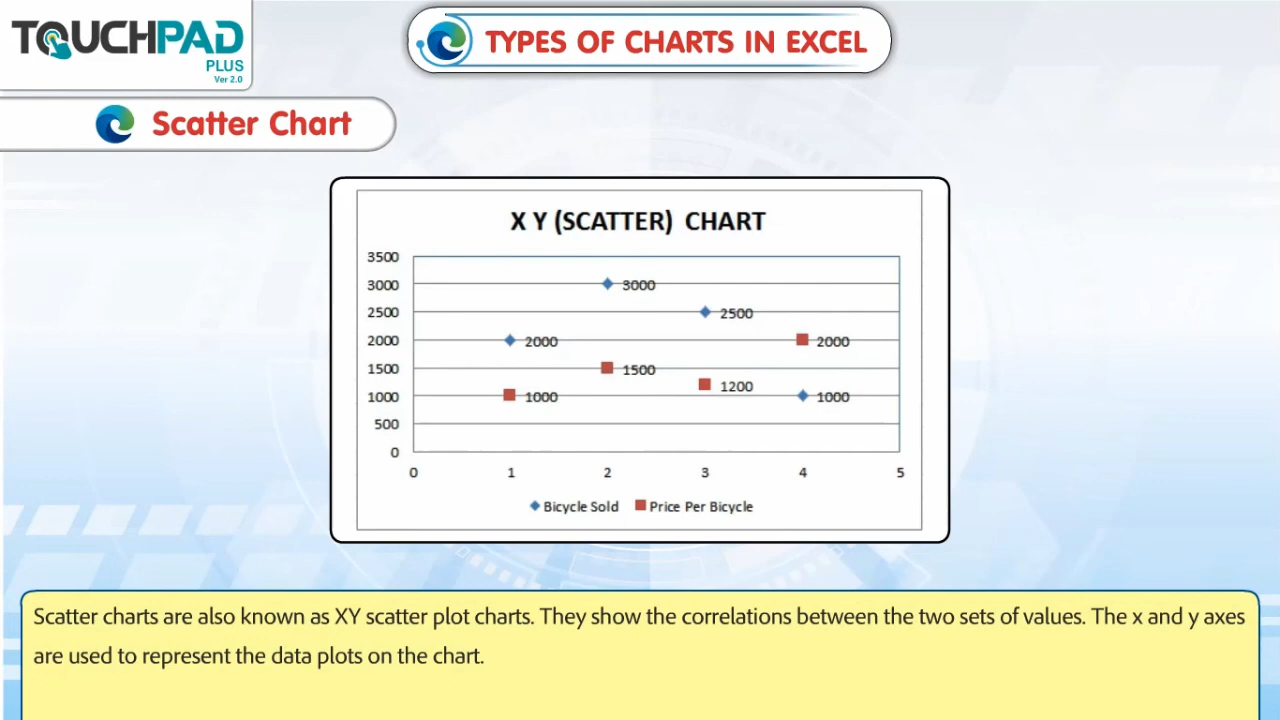 TOUCHPAD
PLUS
Ver 2.0
TYPES OF CHARTS IN EXCEL
Scatter Chart
X Y (SCATTER) CHART
3500
3000
2500
2000
1500
1000
500
0
3000
2500
2000
2000
1500
1200
1000
1000
0 1 2 3 4 5
Bicycle Sold Price Per Bicycle
Scatter charts are also known as XY scatter plot charts. They show the correlations between the two sets of values. The x and y axes
are used to represent the data plots on the chart.